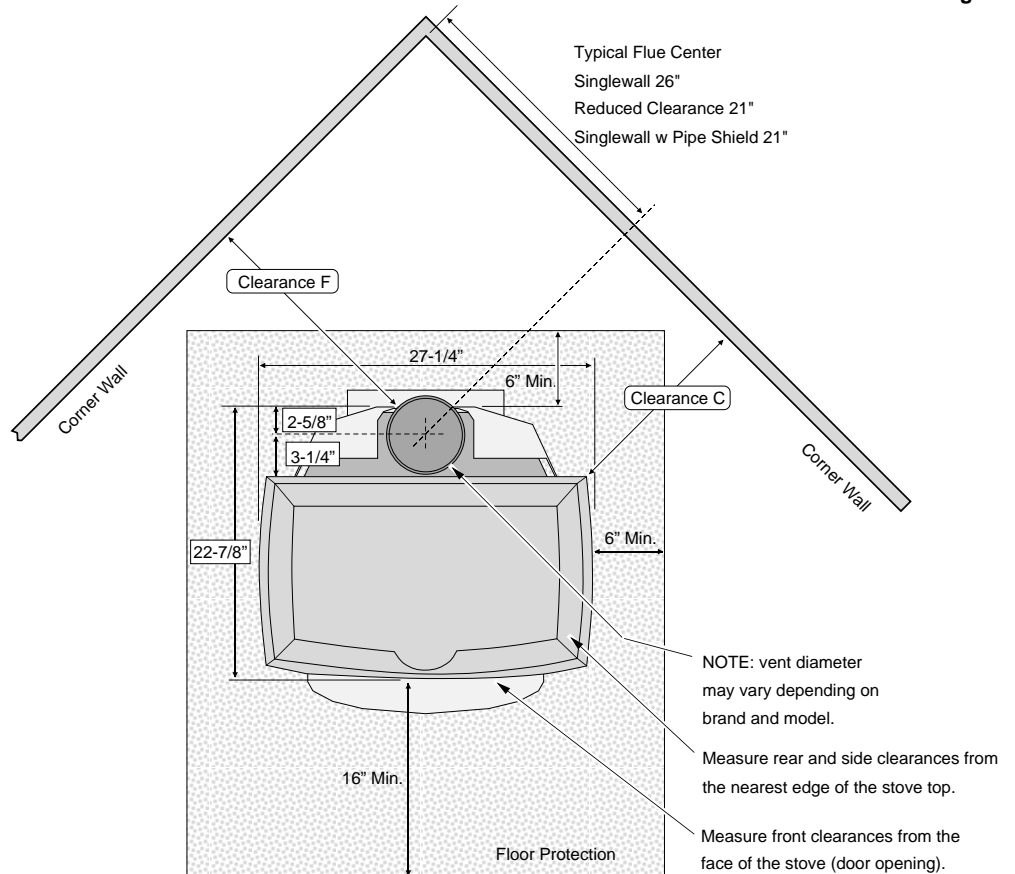 g
Typical Flue Center
Singlewall 26"
Reduced Clearance 21"
Singlewall w Pipe Shield 21"
Clearance F
27-1/4”
6” Min.
Clearance C
Corner Wall
2-5/8”
3-1/4”
Corner Wall
22-7/8”
6” Min.
NOTE: vent diameter
may vary depending on
brand and model.
Measure rear and side clearances from
the nearest edge of the stove top.
16” Min.
Measure front clearances from the
face of the stove (door opening).
Floor Protection